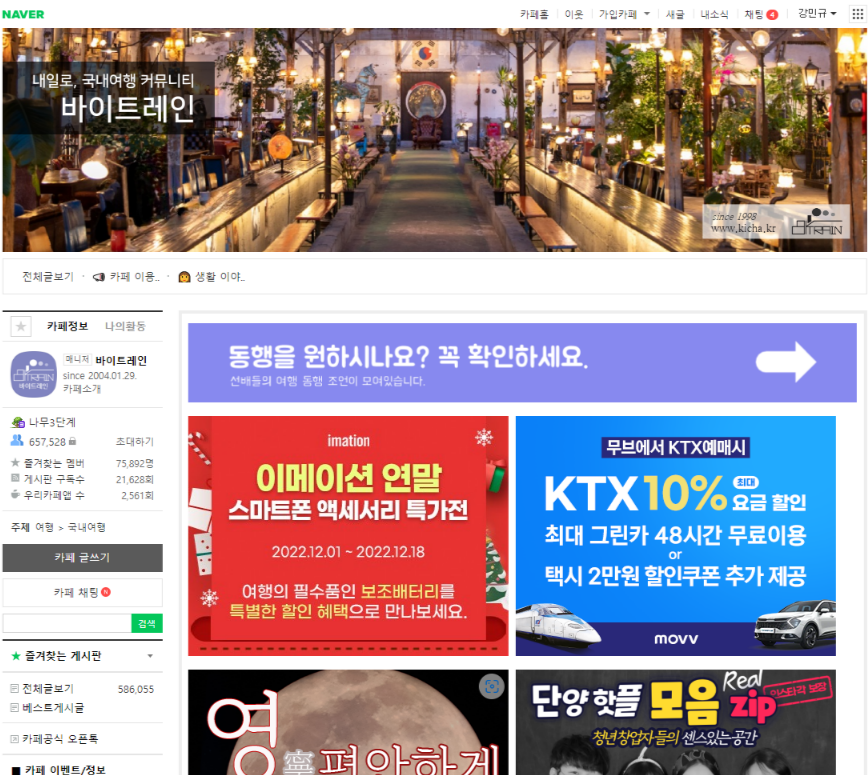 NAVER
카페홈 이웃 가입카페 새글 내소식 채팅 4 강민규
내일로, 국내여행 커뮤니티
바이트레인
since 1998
www.kicha.kr
TRAIN
전체글보기 · 카페 이용.. · 생활 이야..
카페정보 나의활동
매니저 바이트레인
since 2004.01.29.
카페소개
TRAIN
바이트레인
나무3단계
657,528 초대하기
즐겨찾는 멤버 75,892명
게시판 구독수 21,628회
우리카페앱 수 2,561회
주제 여행 > 국내여행
카페 글쓰기
카페 채팅 N
검색
즐겨찾는 게시판
전체글보기 586,055
베스트게시글
카페공식 오픈톡
■ 카페 이벤트/정보
동행을 원하시나요? 꼭 확인하세요.
선배들의 여행 동행 조언이 모여있습니다.
imation
이메이션 연말
스마트폰 액세서리 특가전
2022.12.01 ~ 2022.12.18
여행의 필수품인 보조배터리를
특별한 할인 혜택으로 만나보세요.
무브에서 KTX예매시
KTX 10% 최대 요금 할인
최대 그린카 48시간 무료이용
or
택시 2만원 할인쿠폰 추가 제공
movv
영
寧 편안하게
단양 핫플 모음 Real zip
인스타각 보장
청년창업자들의 센스있는 공간